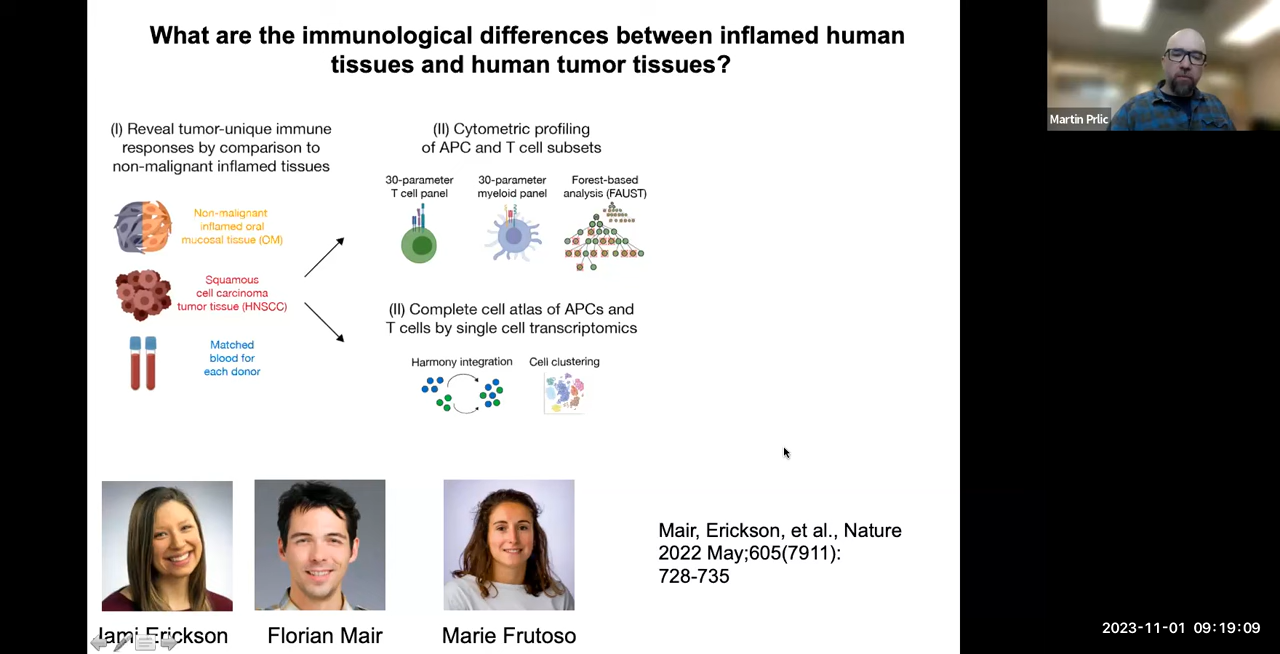 What are the immunological differences between inflamed human
tissues and human tumor tissues?
(I) Reveal tumor-unique immune
responses by comparison to
non-malignant inflamed tissues
Non-malignant
inflamed oral
mucosal tissue (OM)
Squamous
cell carcinoma
tumor tissue (HNSCC)
Matched
blood for
each donor
(II) Cytometric profiling
of APC and T cell subsets
30-parameter
T cell panel
30-parameter
myeloid panel
Forest-based
analysis (FAUST)
(II) Complete cell atlas of APCs and
T cells by single cell transcriptomics
Harmony integration
Cell clustering
Jami Erickson
Florian Mair
Marie Frutoso
Mair, Erickson, et al., Nature
2022 May;605(7911):
728-735
Martin Prlic
2023-11-01 09:19:09